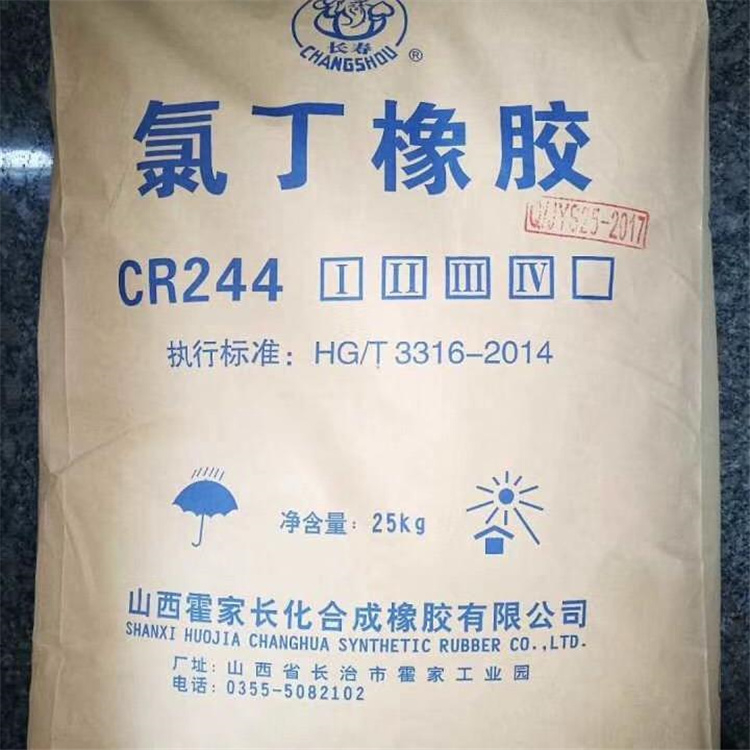 长寿
CHANGSHOU ®
氯丁橡胶
Q/JYS25-2017
CR244 I II III IV
执行标准：HG/T 3316-2014
净含量：25kg
山西霍家长化合成橡胶有限公司
SHANXI HUOJIA CHANGHUA SYNTHETIC RUBBER CO.,LTD.
厂址：山西省长治市霍家工业园
电话：0355-5082102